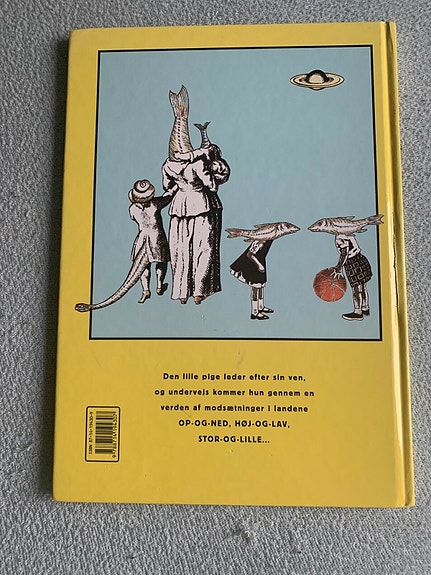 Den lille pige leder efter sin ven,
og undervejs kommer hun gennem en
verden af modsætninger i landene
OP-OG-NED, HØJ-OG-LAV,
STOR-OG-LILLE...